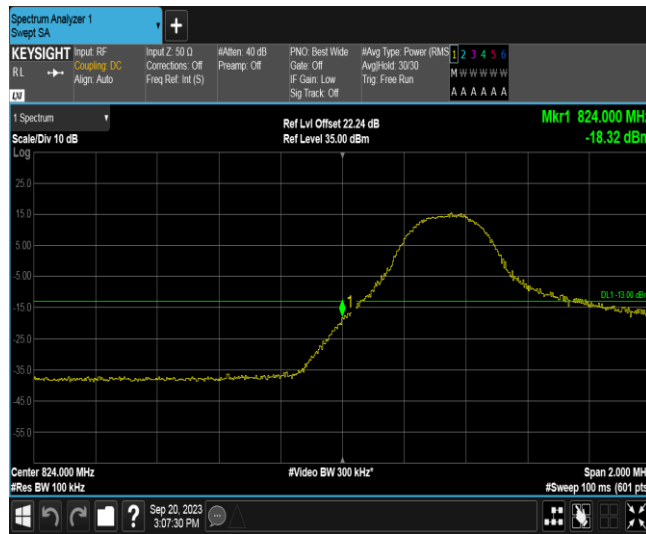 Spectrum Analyzer 1
Swept SA
KEYSIGHT
RL
LXI
Input: RF
Coupling: DC
Align: Auto
Input Z: 50 Ω
Corrections: Off
Freq Ref: Int (S)
#Atten: 40 dB
Preamp: Off
PNO: Best Wide
Gate: Off
IF Gain: Low
Sig Track: Off
#Avg Type: Power (RMS
Avg|Hold: 30/30
Trig: Free Run
1 2 3 4 5 6
M W W W W W
A A A A A A
1 Spectrum
Scale/Div 10 dB
Ref Lvl Offset 22.24 dB
Ref Level 35.00 dBm
Mkr1 824.000 MHz
-18.32 dBm
Log
25.0
15.0
5.00
-5.00
-15.0
-25.0
-35.0
-45.0
-55.0
1
DL1 -13.00 dBm
Center 824.000 MHz
#Res BW 100 kHz
#Video BW 300 kHz*
Span 2.000 MH
#Sweep 100 ms (601 pts
?
Sep 20, 2023
3:07:30 PM